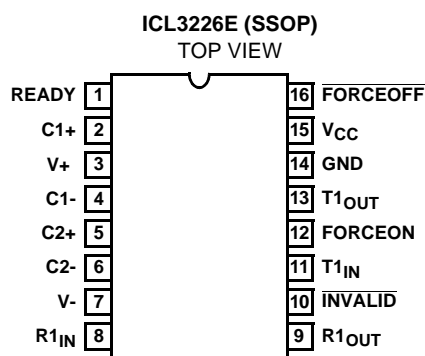 ICL3226E (SSOP)
TOP VIEW
READY 1 16 FORCEOFF
C1+ 2 15 VCC
V+ 3 14 GND
C1- 4 13 T1OUT
C2+ 5 12 FORCEON
C2- 6 11 T1IN
V- 7 10 INVALID
R1IN 8 9 R1OUT